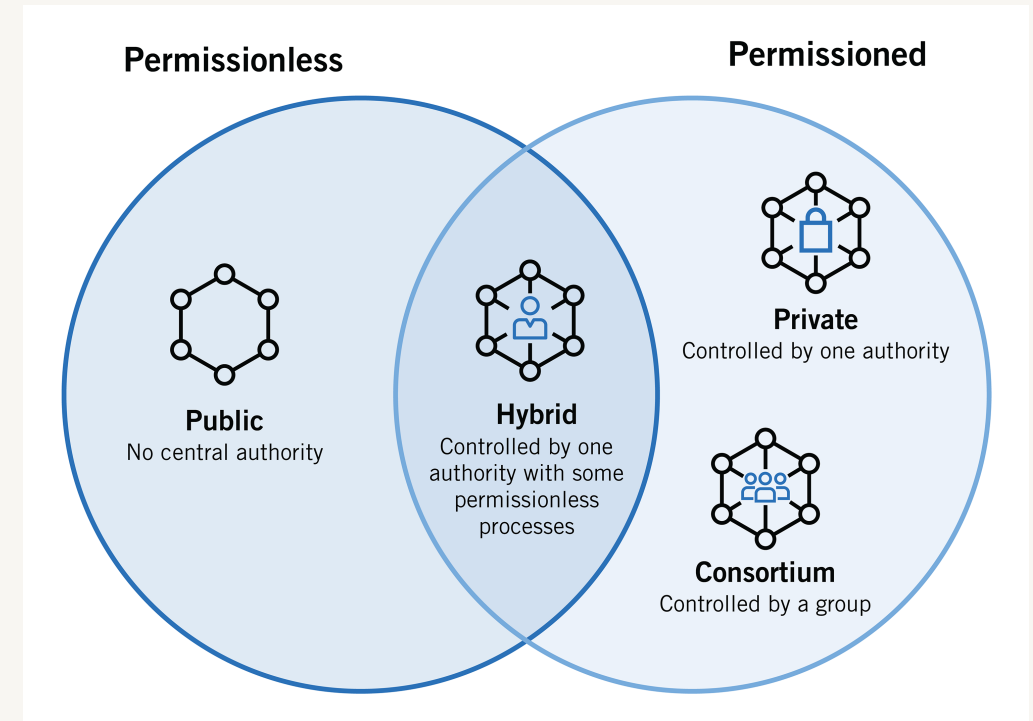 Permissionless
Permissioned
Public
No central authority
Hybrid
Controlled by one
authority with some
permissionless
processes
Private
Controlled by one authority
Consortium
Controlled by a group